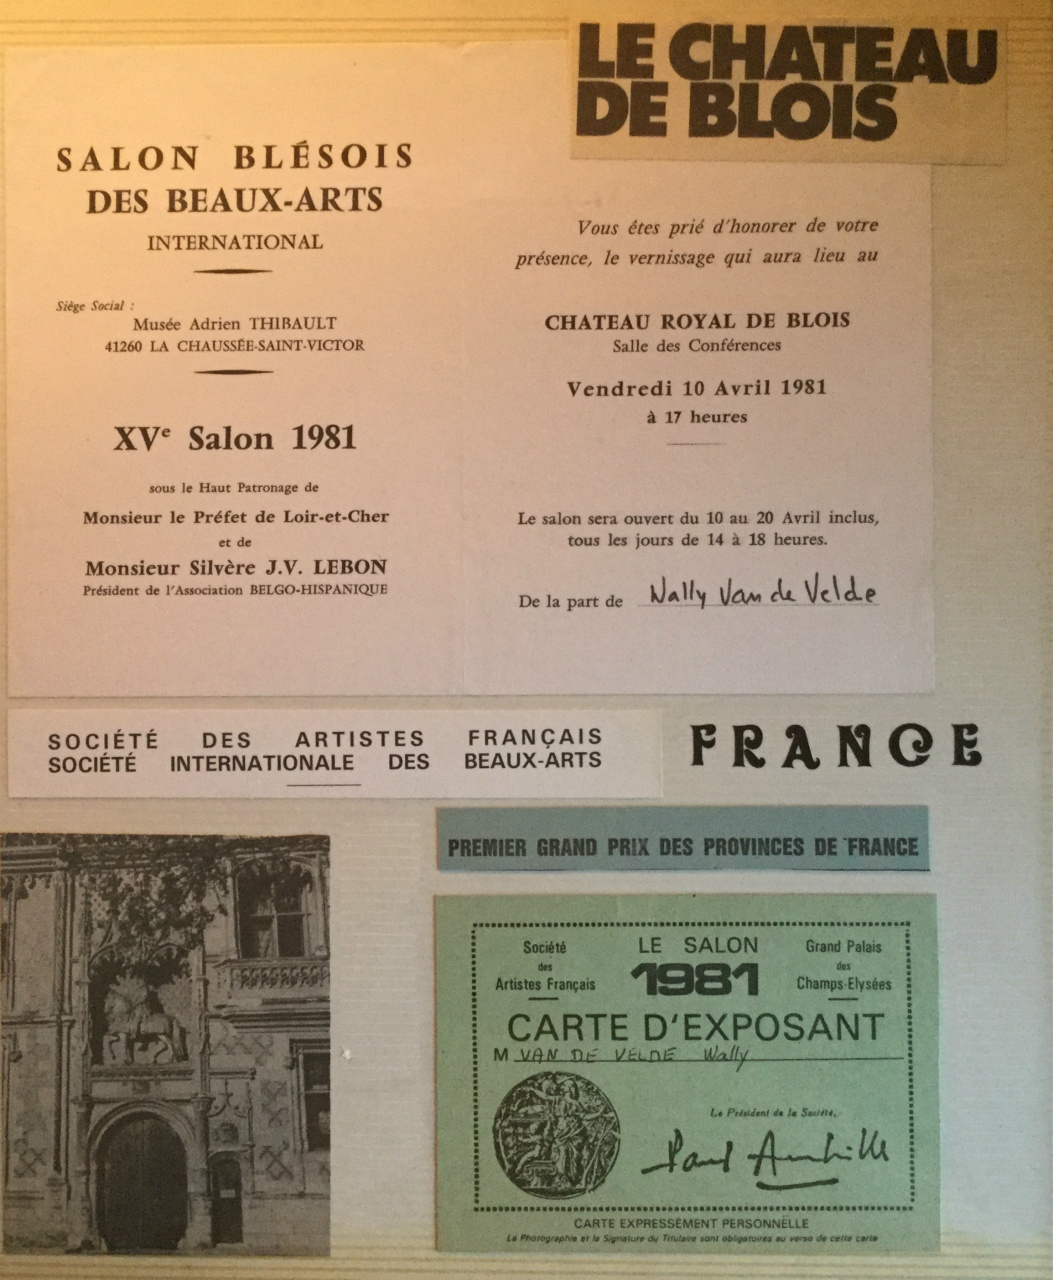 LE CHATEAU
DE BLOIS
SALON BLÉSOIS
DES BEAUX-ARTS
INTERNATIONAL
Siège Social :
Musée Adrien THIBAULT
41260 LA CHAUSSÉE-SAINT-VICTOR
XVe Salon 1981
sous le Haut Patronage de
Monsieur le Préfet de Loir-et-Cher
et de
Monsieur Silvère J.V. LEBON
Président de l'Association BELGO-HISPANIQUE
Vous êtes prié d'honorer de votre
présence, le vernissage qui aura lieu au
CHATEAU ROYAL DE BLOIS
Salle des Conférences
Vendredi 10 Avril 1981
à 17 heures
Le salon sera ouvert du 10 au 20 Avril inclus,
tous les jours de 14 à 18 heures.
De la part de Wally Van de Velde
SOCIÉTÉ DES ARTISTES FRANÇAIS
SOCIÉTÉ INTERNATIONALE DES BEAUX-ARTS
FRANCE
PREMIER GRAND PRIX DES PROVINCES DE FRANCE
Société
des
Artistes Français
LE SALON
1981
Grand Palais
des
Champs-Elysées
CARTE D'EXPOSANT
M VAN DE VELDE Wally
Le Président de la Société,
Paul
CARTE EXPRESSÉMENT PERSONNELLE
La Photographie et la Signature du Titulaire sont obligatoires au verso de cette carte